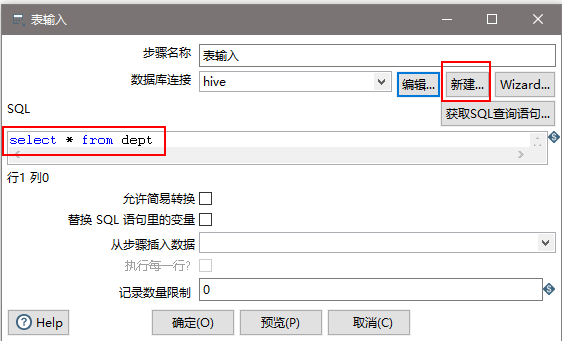 表输入
步骤名称 表输入
数据库连接 hive 编辑... 新建... Wizard...
SQL 获取SQL查询语句...
select * from dept
行1 列0
允许简易转换
替换 SQL 语句里的变量
从步骤插入数据
执行每一行?
记录数量限制 0
Help 确定(O) 预览(P) 取消(C)